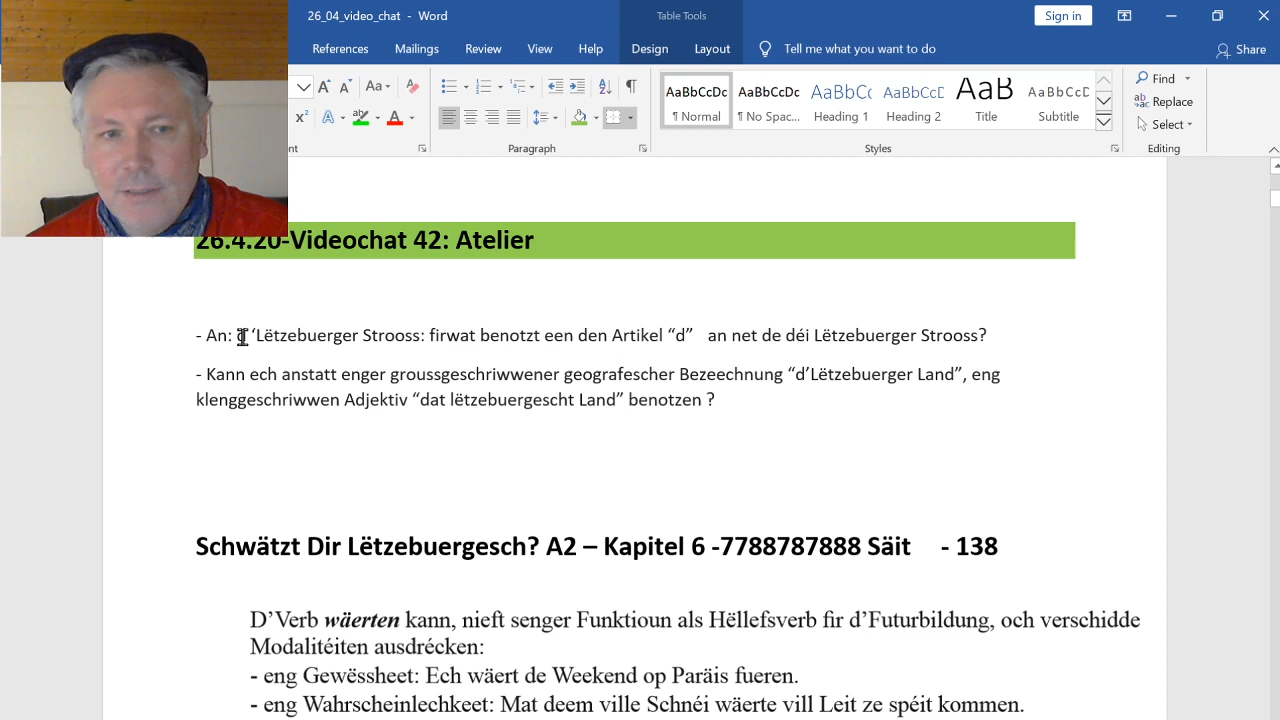 26_04_video_chat - Word
Table Tools
Sign in
References Mailings Review View Help Design Layout Tell me what you want to do Share
Aa
AaBbCcDc AaBbCcDc AaBbCc AaBbCcD AaB AaBbCcD
¶ Normal ¶ No Spac... Heading 1 Heading 2 Title Subtitle
Find
Replace
Select
Paragraph Styles Editing
26.4.20-Videochat 42: Atelier
- An: d ‘Lëtzebuerger Strooss: firwat benotzt een den Artikel “d” an net de déi Lëtzebuerger Strooss?
- Kann ech anstatt enger groussgeschriwwener geografescher Bezeechnung “d’Lëtzebuerger Land”, eng
klenggeschriwwen Adjektiv “dat lëtzebuergescht Land” benotzen ?
Schwätzt Dir Lëtzebuergesch? A2 – Kapitel 6 -7788787888 Säit - 138
D’Verb wäerten kann, nieft senger Funktioun als Hëllefsverb fir d’Futurbildung, och verschidde
Modalitéiten ausdrécken:
- eng Gewëssheet: Ech wäert de Weekend op Paräis fueren.
- eng Wahrscheinlechkeet: Mat deem ville Schnéi wäerte vill Leit ze spéit kommen.